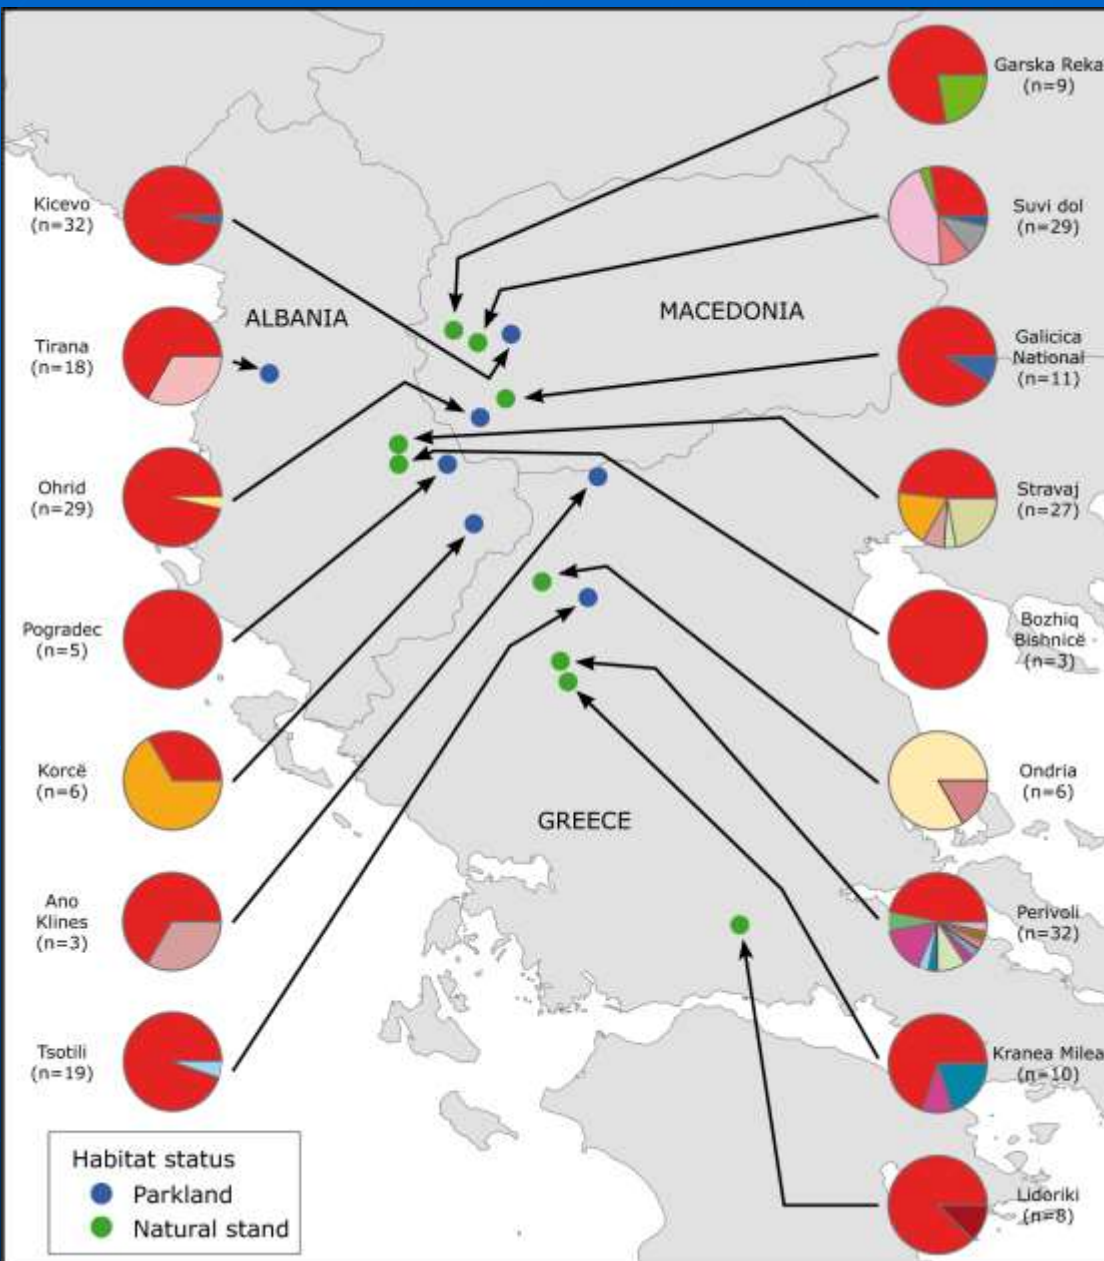 Garska Reka
(n=9)
Kicevo
(n=32)
Suvi dol
(n=29)
ALBANIA
MACEDONIA
Tirana
(n=18)
Galicica
National
(n=11)
Ohrid
(n=29)
Stravaj
(n=27)
Pogradec
(n=5)
Bozhiq
Bishnicë
(n=3)
Korcë
(n=6)
Ondria
(n=6)
GREECE
Ano
Klines
(n=3)
Perivoli
(n=32)
Tsotili
(n=19)
Kranea Milea
(n=10)
Habitat status
Parkland
Natural stand
Lidoriki
(n=8)